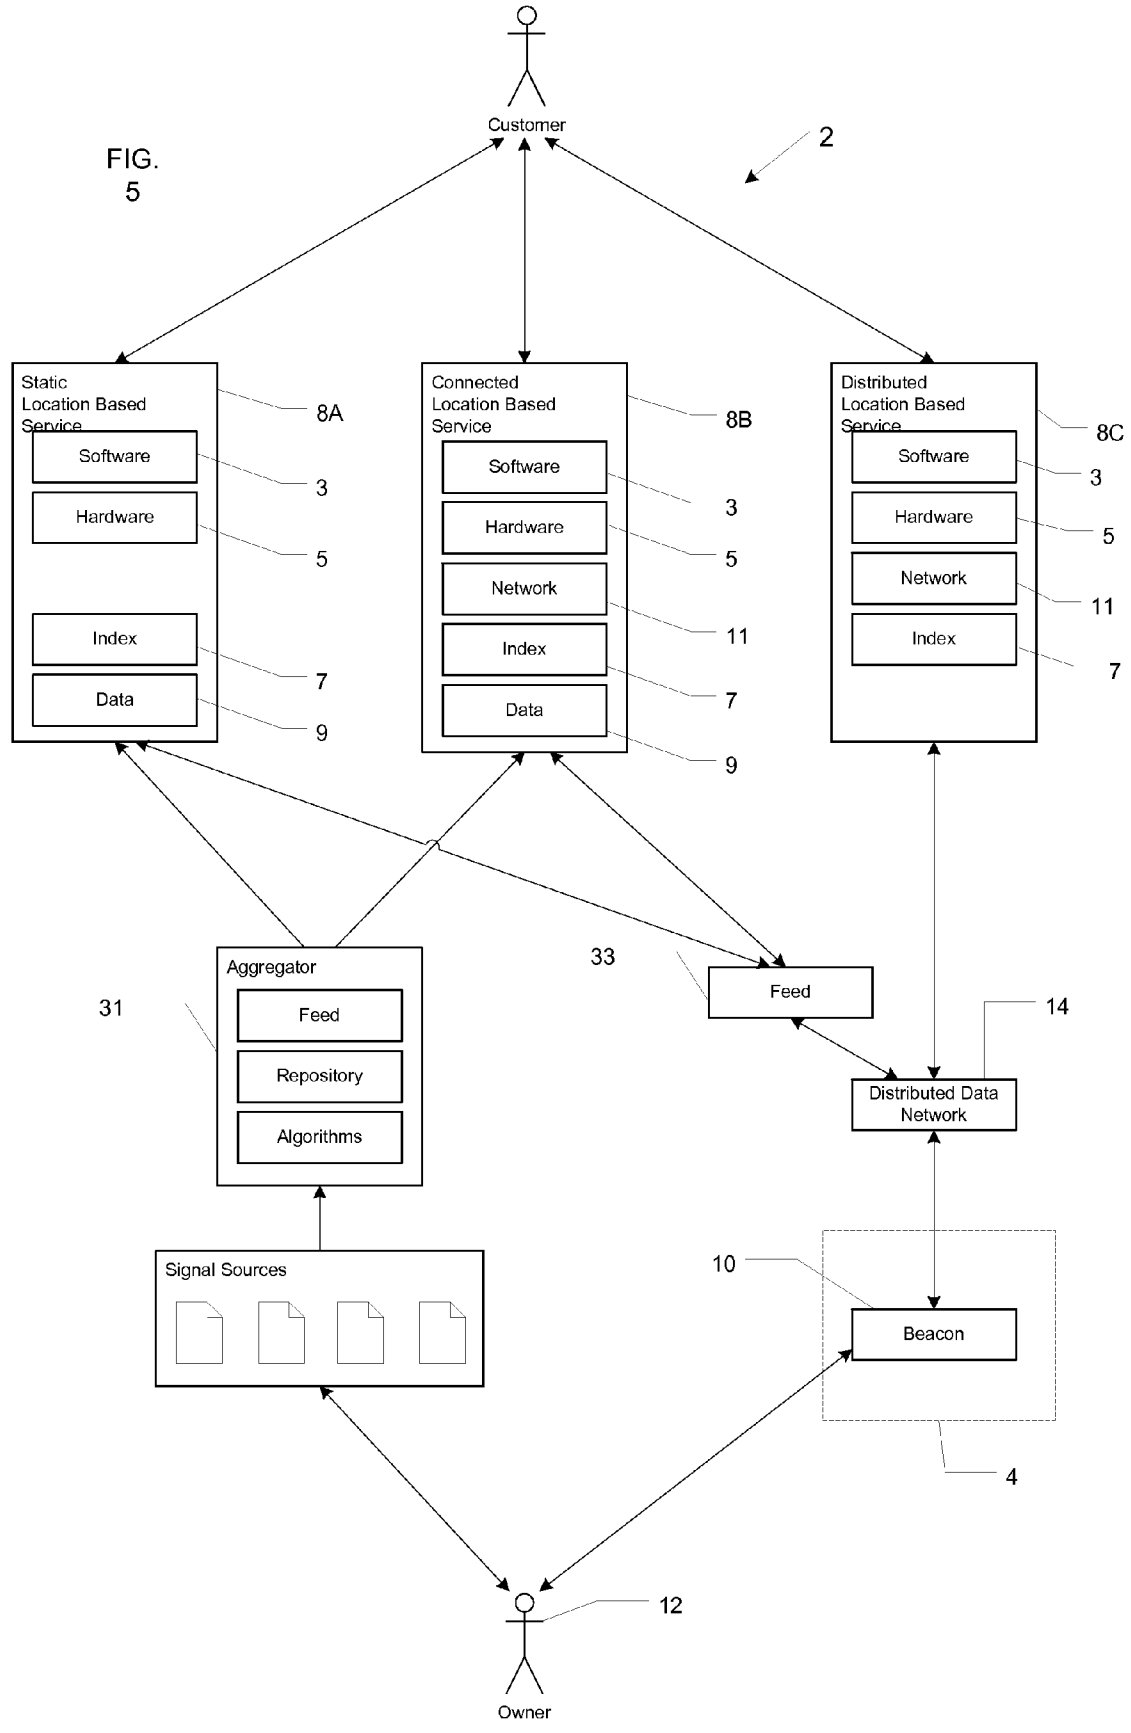 Customer
FIG.
5
2
Static
Location Based
Service
Software
Hardware
Index
Data
8A
3
5
7
9
Connected
Location Based
Service
Software
Hardware
Network
Index
Data
8B
3
5
11
7
9
Distributed
Location Based
Service
Software
Hardware
Network
Index
8C
3
5
11
7
31
Aggregator
Feed
Repository
Algorithms
33
Feed
14
Distributed Data
Network
Signal Sources
10
Beacon
4
12
Owner